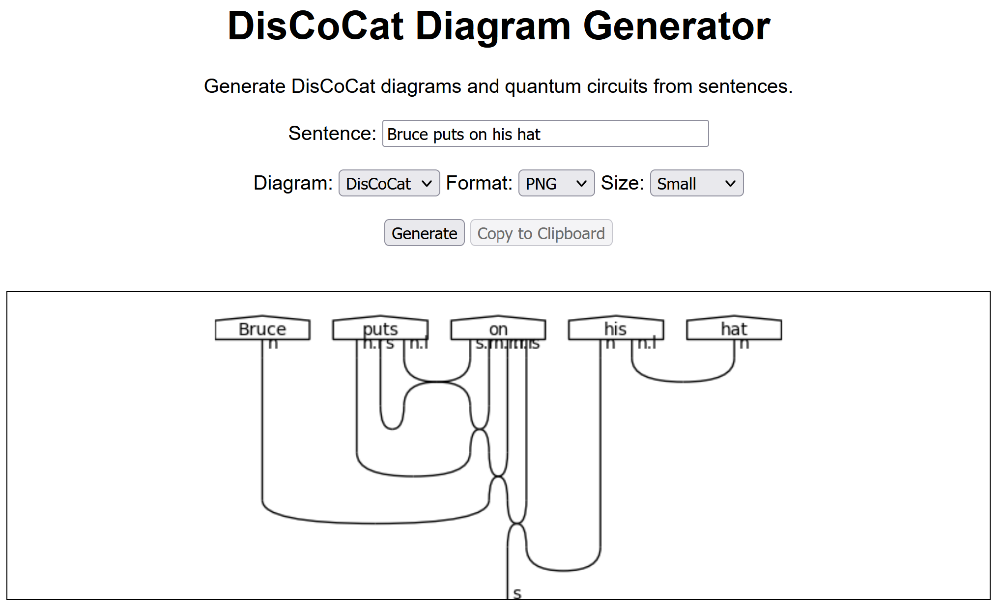 DisCoCat Diagram Generator
Generate DisCoCat diagrams and quantum circuits from sentences.
Sentence: Bruce puts on his hat
Diagram: DisCoCat Format: PNG Size: Small
Generate Copy to Clipboard
Bruce puts on his hat
n n.r s n.l n n.l n
s